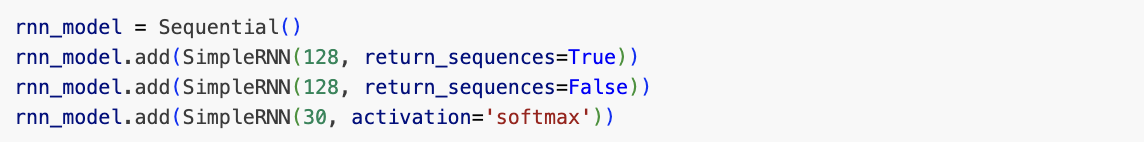 rnn_model = Sequential()
rnn_model.add(SimpleRNN(128, return_sequences=True))
rnn_model.add(SimpleRNN(128, return_sequences=False))
rnn_model.add(SimpleRNN(30, activation='softmax'))